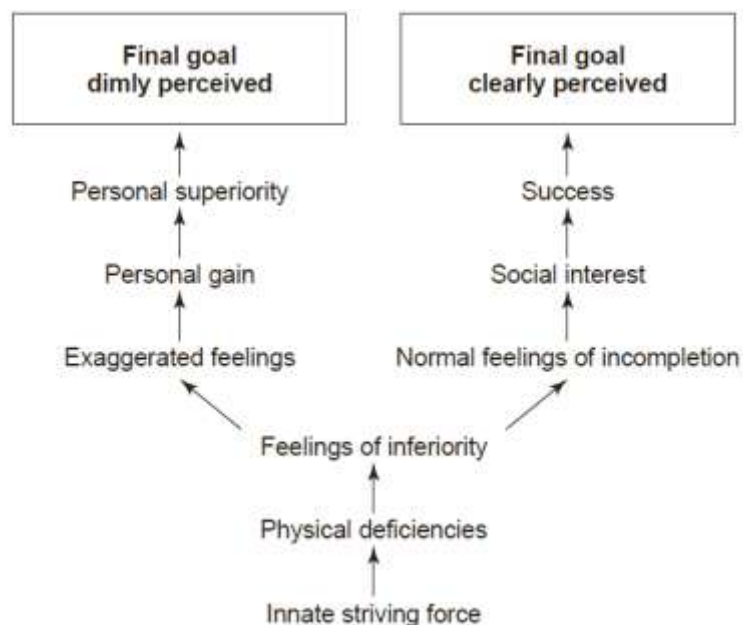 Final goal
dimly perceived
Final goal
clearly perceived
Personal superiority
Success
Personal gain
Social interest
Exaggerated feelings
Normal feelings of incompletion
Feelings of inferiority
Physical deficiencies
Innate striving force